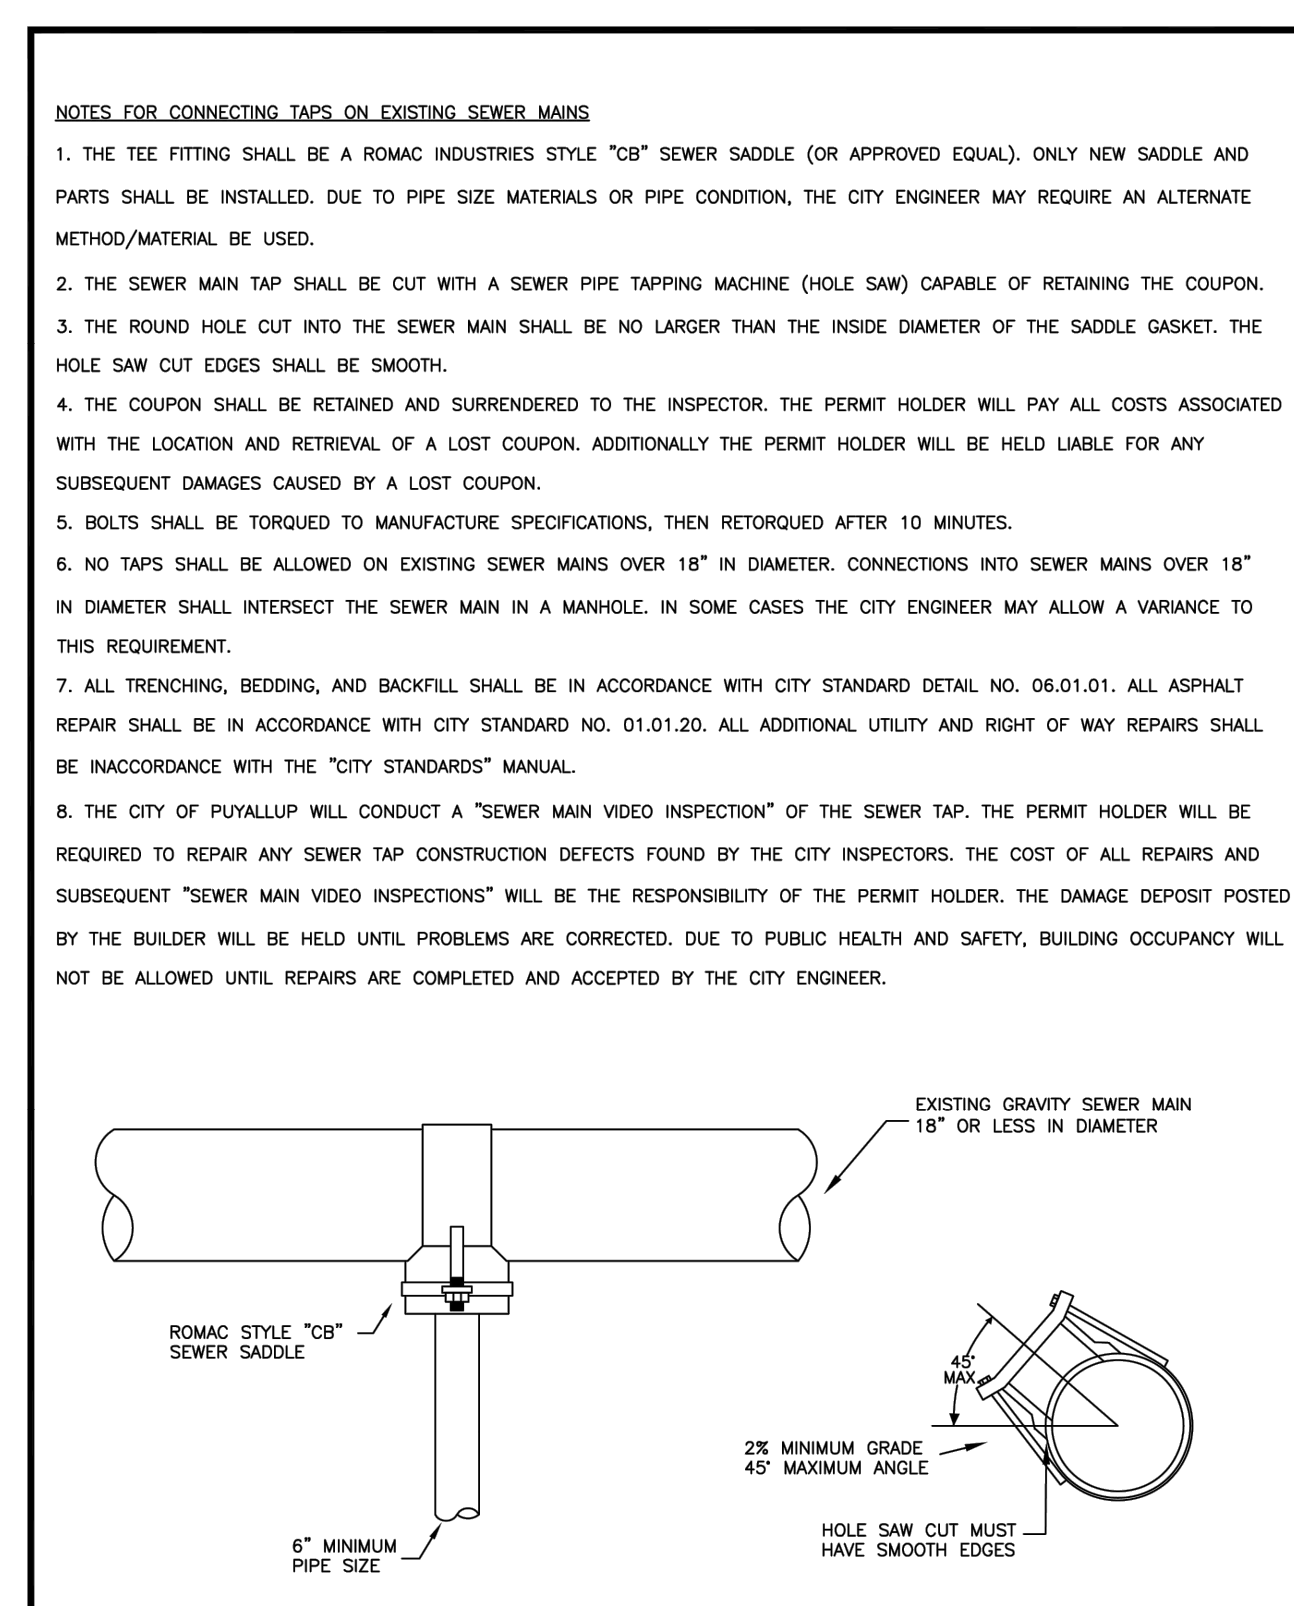 NOTES FOR CONNECTING TAPS ON EXISTING SEWER MAINS
1. THE TEE FITTING SHALL BE A ROMAC INDUSTRIES STYLE "CB" SEWER SADDLE (OR APPROVED EQUAL). ONLY NEW SADDLE AND
PARTS SHALL BE INSTALLED. DUE TO PIPE SIZE MATERIALS OR PIPE CONDITION, THE CITY ENGINEER MAY REQUIRE AN ALTERNATE
METHOD/MATERIAL BE USED.
2. THE SEWER MAIN TAP SHALL BE CUT WITH A SEWER PIPE TAPPING MACHINE (HOLE SAW) CAPABLE OF RETAINING THE COUPON.
3. THE ROUND HOLE CUT INTO THE SEWER MAIN SHALL BE NO LARGER THAN THE INSIDE DIAMETER OF THE SADDLE GASKET. THE
HOLE SAW CUT EDGES SHALL BE SMOOTH.
4. THE COUPON SHALL BE RETAINED AND SURRENDERED TO THE INSPECTOR. THE PERMIT HOLDER WILL PAY ALL COSTS ASSOCIATED
WITH THE LOCATION AND RETRIEVAL OF A LOST COUPON. ADDITIONALLY THE PERMIT HOLDER WILL BE HELD LIABLE FOR ANY
SUBSEQUENT DAMAGES CAUSED BY A LOST COUPON.
5. BOLTS SHALL BE TORQUED TO MANUFACTURE SPECIFICATIONS, THEN RETORQUED AFTER 10 MINUTES.
6. NO TAPS SHALL BE ALLOWED ON EXISTING SEWER MAINS OVER 18" IN DIAMETER. CONNECTIONS INTO SEWER MAINS OVER 18"
IN DIAMETER SHALL INTERSECT THE SEWER MAIN IN A MANHOLE. IN SOME CASES THE CITY ENGINEER MAY ALLOW A VARIANCE TO
THIS REQUIREMENT.
7. ALL TRENCHING, BEDDING, AND BACKFILL SHALL BE IN ACCORDANCE WITH CITY STANDARD DETAIL NO. 06.01.01. ALL ASPHALT
REPAIR SHALL BE IN ACCORDANCE WITH CITY STANDARD NO. 01.01.20. ALL ADDITIONAL UTILITY AND RIGHT OF WAY REPAIRS SHALL
BE INACCORDANCE WITH THE "CITY STANDARDS" MANUAL.
8. THE CITY OF PUYALLUP WILL CONDUCT A "SEWER MAIN VIDEO INSPECTION" OF THE SEWER TAP. THE PERMIT HOLDER WILL BE
REQUIRED TO REPAIR ANY SEWER TAP CONSTRUCTION DEFECTS FOUND BY THE CITY INSPECTORS. THE COST OF ALL REPAIRS AND
SUBSEQUENT "SEWER MAIN VIDEO INSPECTIONS" WILL BE THE RESPONSIBILITY OF THE PERMIT HOLDER. THE DAMAGE DEPOSIT POSTED
BY THE BUILDER WILL BE HELD UNTIL PROBLEMS ARE CORRECTED. DUE TO PUBLIC HEALTH AND SAFETY, BUILDING OCCUPANCY WILL
NOT BE ALLOWED UNTIL REPAIRS ARE COMPLETED AND ACCEPTED BY THE CITY ENGINEER.
EXISTING GRAVITY SEWER MAIN
18" OR LESS IN DIAMETER
ROMAC STYLE "CB"
SEWER SADDLE
45°
MAX
2% MINIMUM GRADE
45° MAXIMUM ANGLE
HOLE SAW CUT MUST
HAVE SMOOTH EDGES
6" MINIMUM
PIPE SIZE